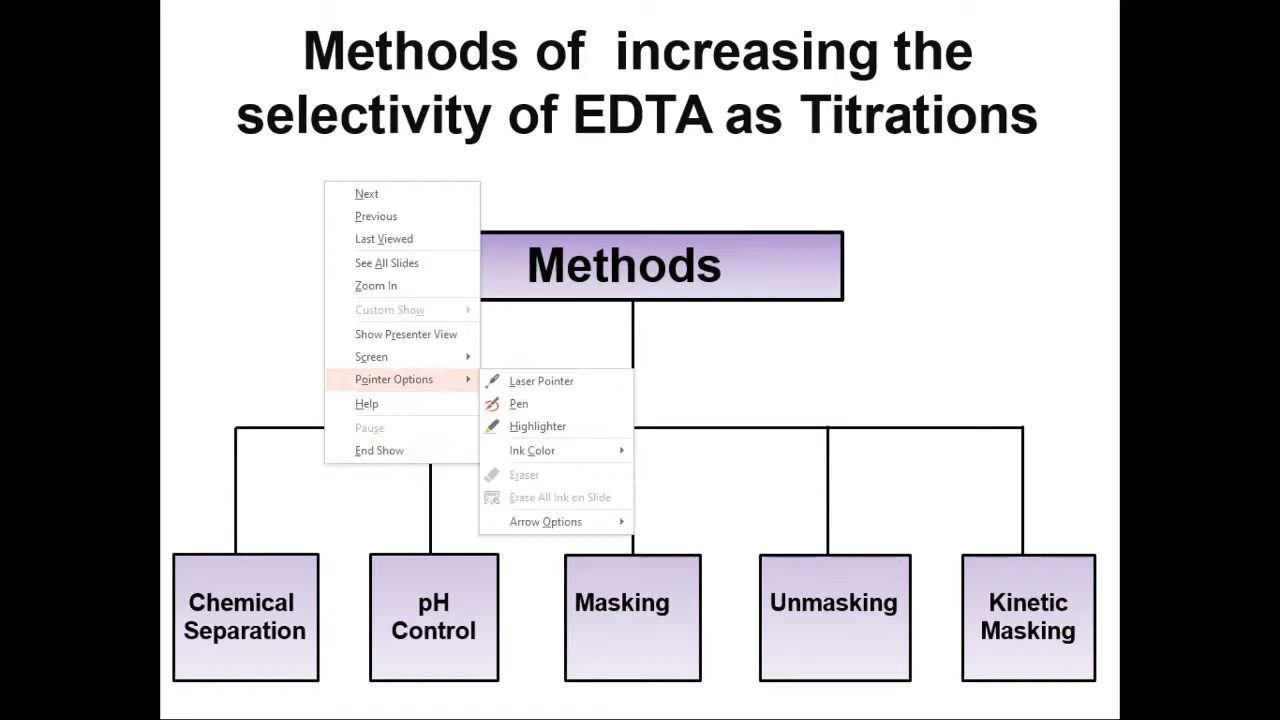 Methods of increasing the
selectivity of EDTA as Titrations
Next
Previous
Last Viewed
See All Slides
Zoom In
Custom Show
Show Presenter View
Screen
Pointer Options
Help
Pause
End Show
Methods
Laser Pointer
Pen
Highlighter
Ink Color
Eraser
Erase All Ink on Slide
Arrow Options
Chemical
Separation
pH
Control
Masking
Unmasking
Kinetic
Masking